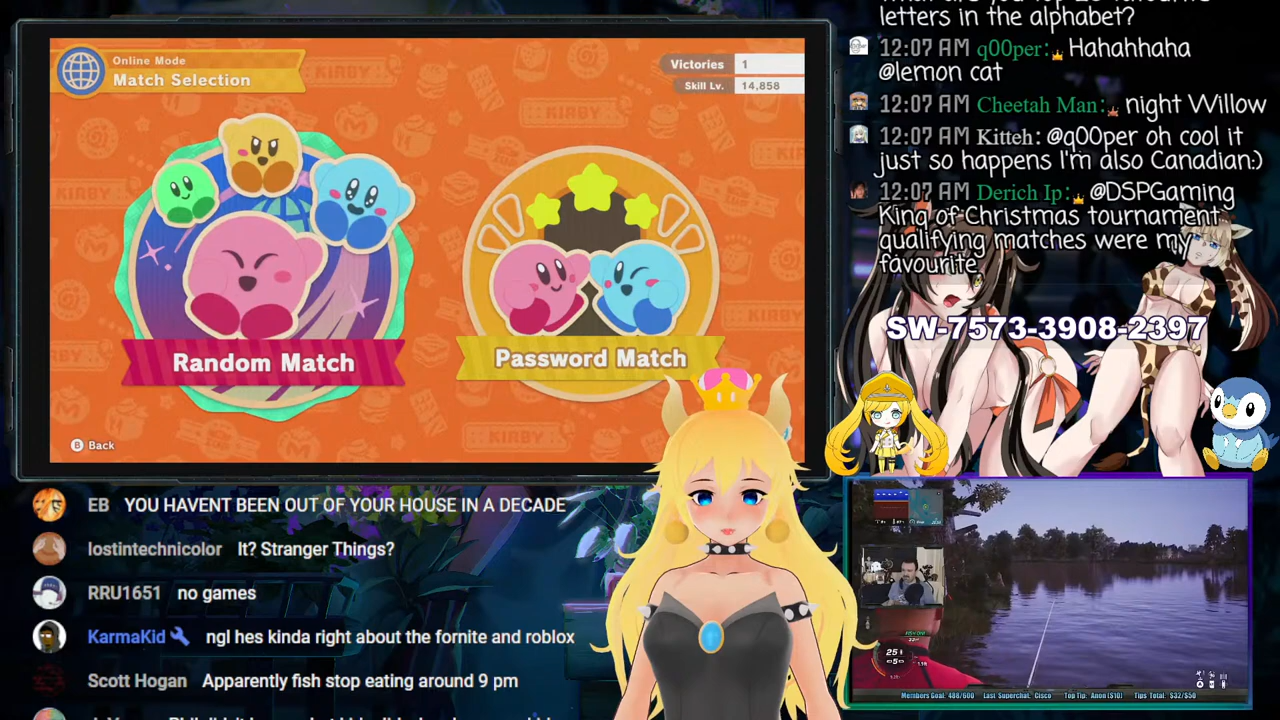 Online Mode
Match Selection
Victories 1
Skill Lv. 14,858
KIRBY
Random Match
Password Match
B Back
letters in the alphabet?
12:07 AM q00per: Hahahhaha
@lemon cat
12:07 AM Cheetah Man: night Willow
12:07 AM Kitteh: @q00per oh cool it
just so happens I'm also Canadian:)
12:07 AM Derich Ip: @DSPGaming
King of Christmas tournament
qualifying matches were my
favourite.
SW-7573-3908-2397
EB YOU HAVENT BEEN OUT OF YOUR HOUSE IN A DECADE
lostintechnicolor It? Stranger Things?
RRU1651 no games
KarmaKid ngl hes kinda right about the fornite and roblox
Scott Hogan Apparently fish stop eating around 9 pm
25
5
Members Goal: 488/600 Last Superchat: Cisco Top Tip: Anon ($10) Tips Total: $32/$50